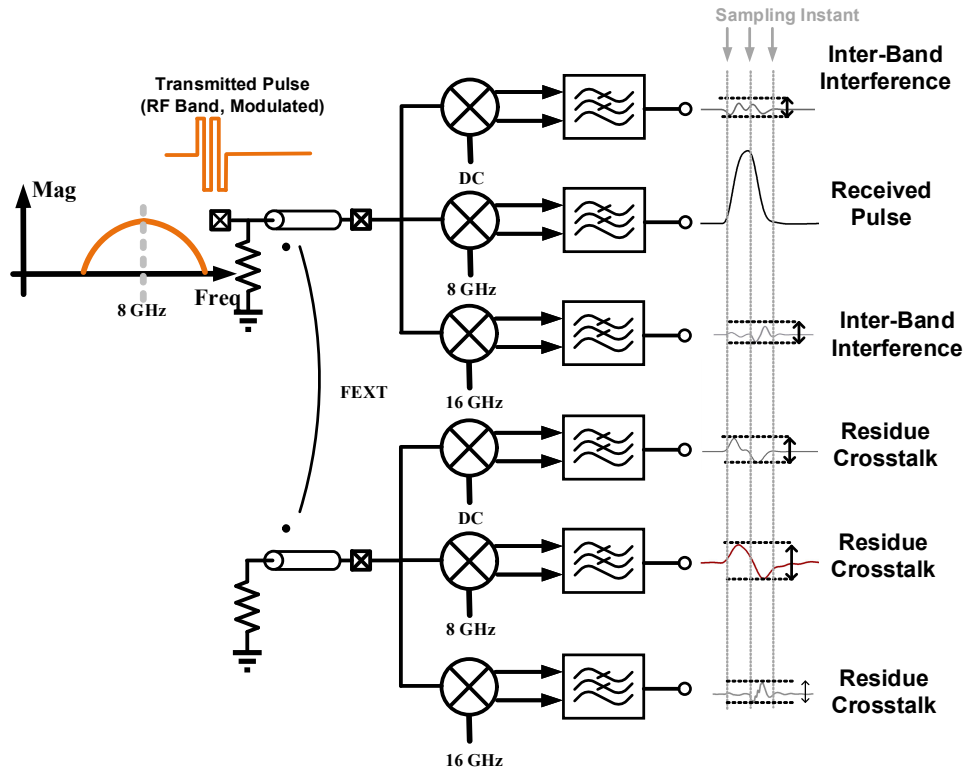 Sampling Instant
Inter-Band
Interference
Transmitted Pulse
(RF Band, Modulated)
DC
Mag
Received
Pulse
Freq
8 GHz
8 GHz
Inter-Band
Interference
16 GHz
FEXT
Residue
Crosstalk
DC
Residue
Crosstalk
8 GHz
Residue
Crosstalk
16 GHz